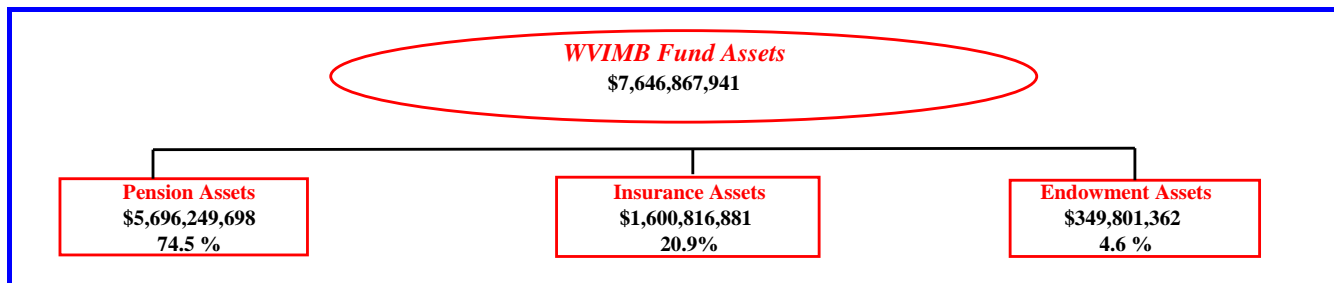 WVIMB Fund Assets
$7,646,867,941
Pension Assets
$5,696,249,698
74.5 %
Insurance Assets
$1,600,816,881
20.9%
Endowment Assets
$349,801,362
4.6 %